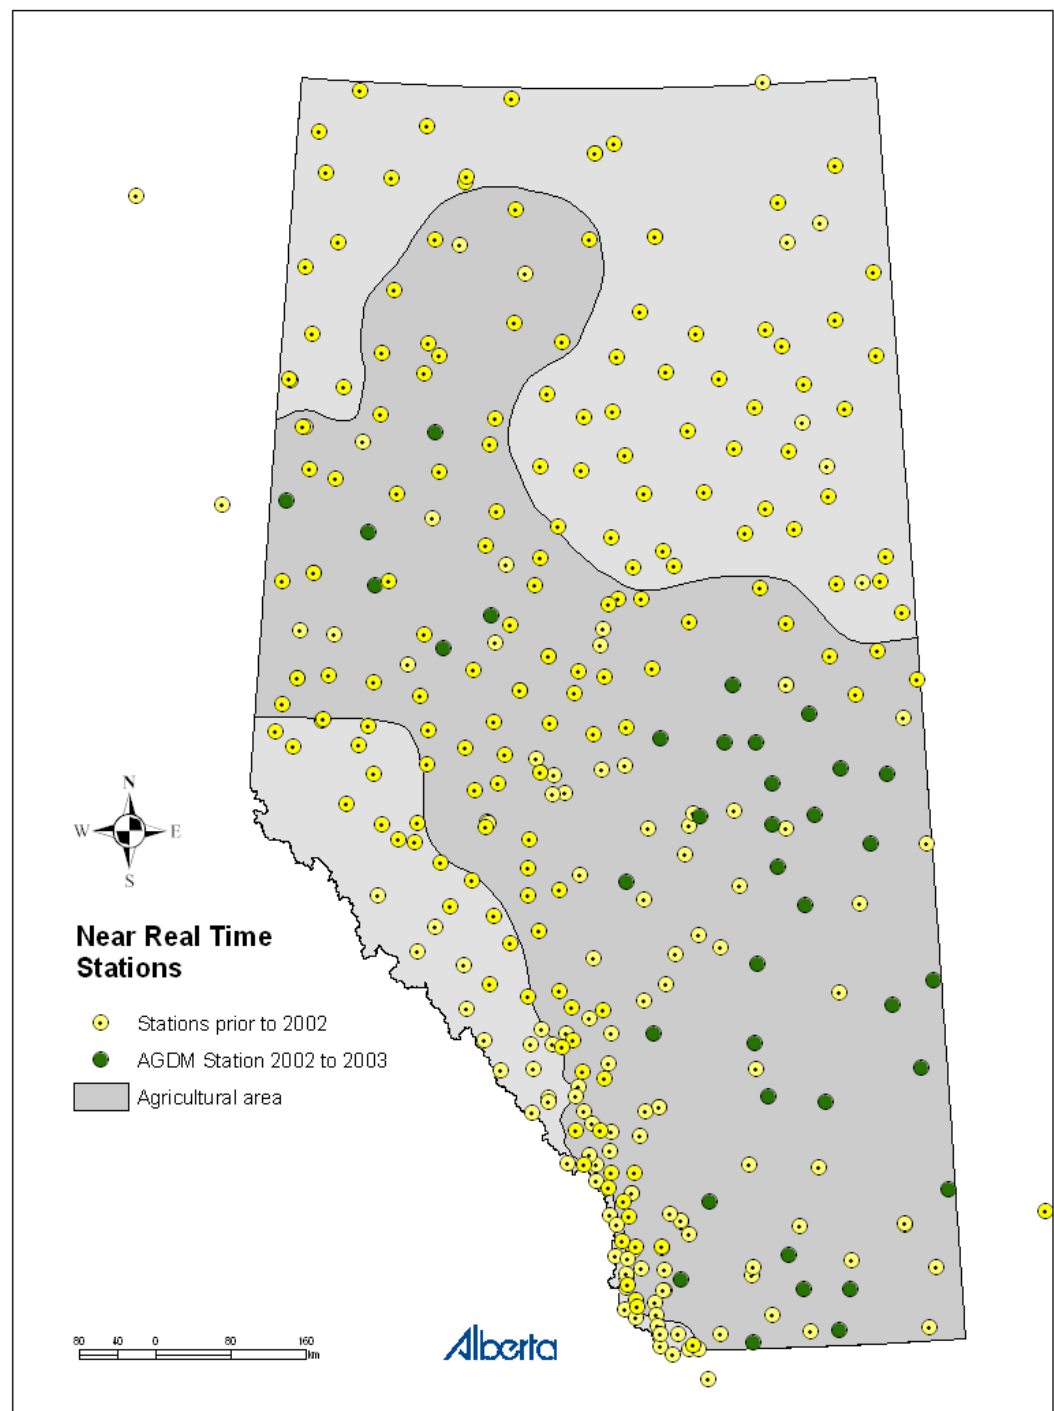 N
W E
S
Near Real Time
Stations
Stations prior to 2002
AGDM Station 2002 to 2003
Agricultural area
80 40 0 80 160
km
Alberta